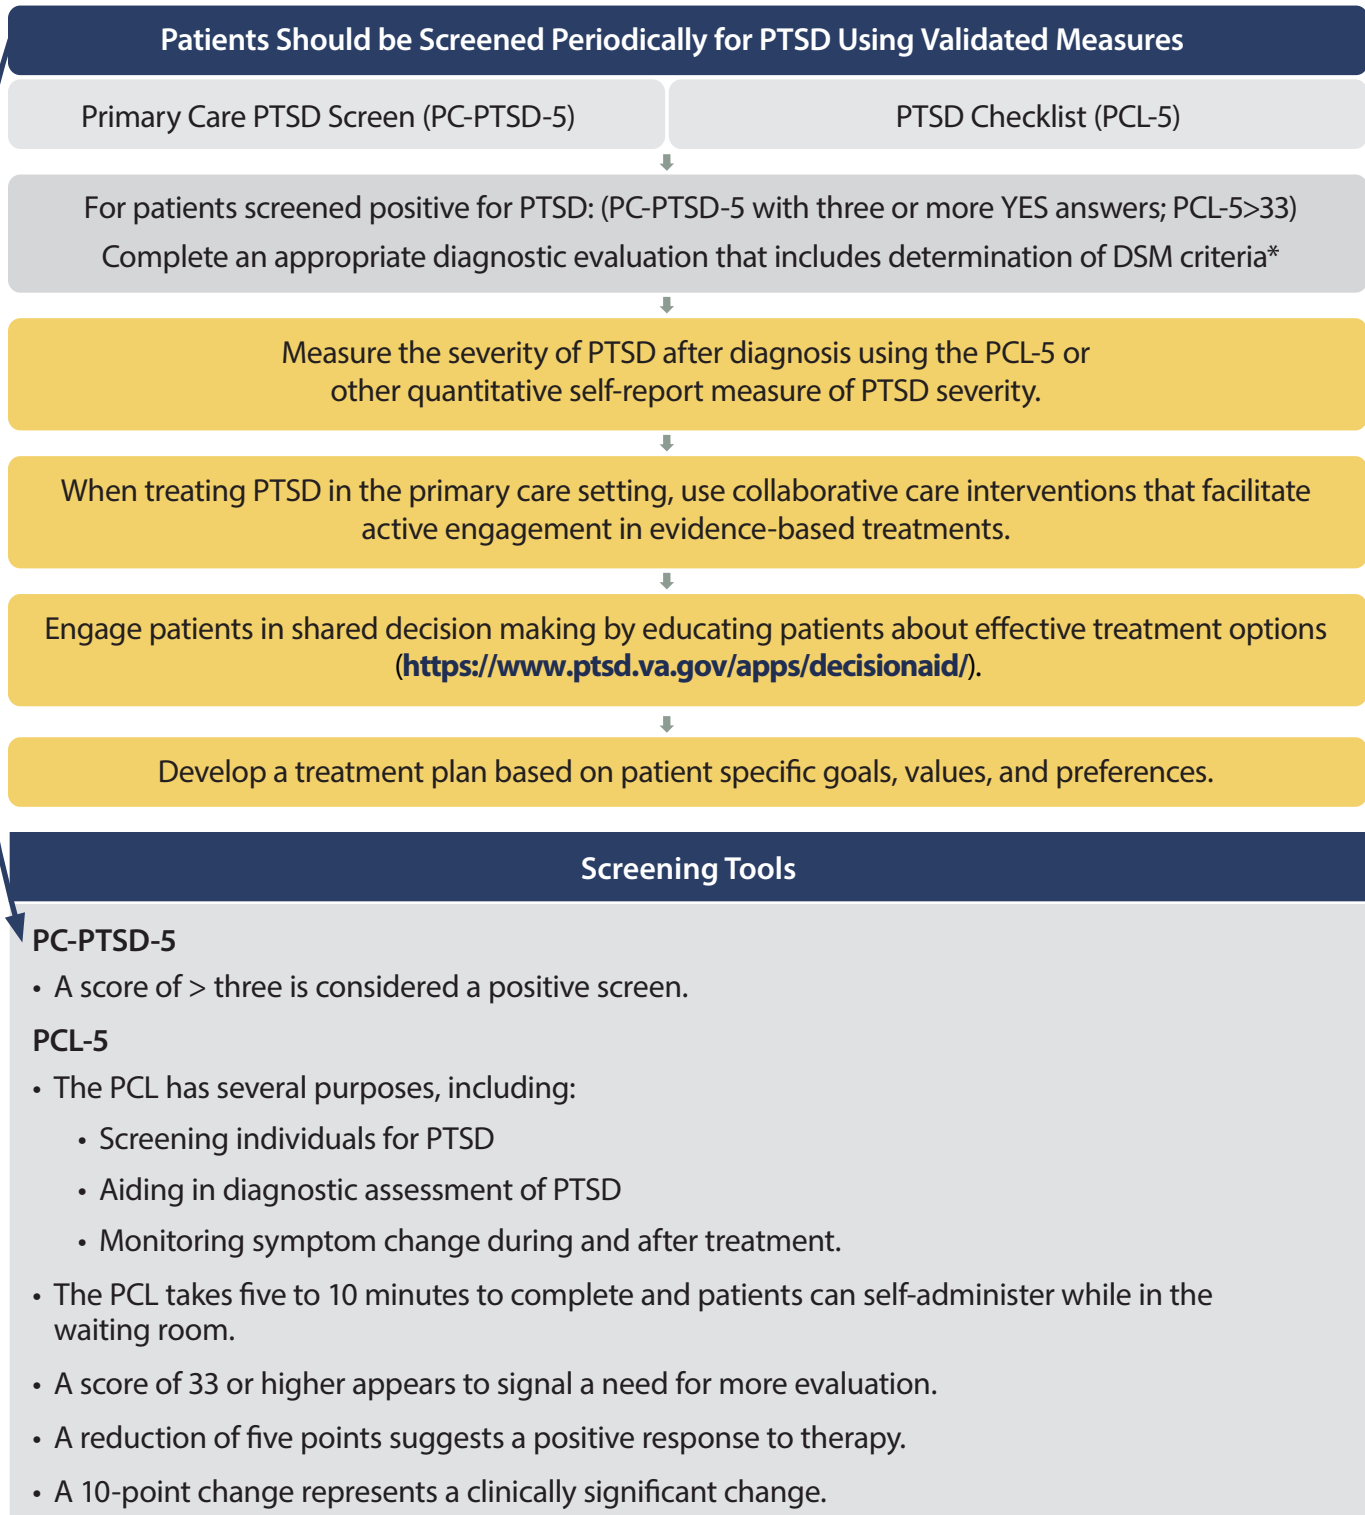 Patients Should be Screened Periodically for PTSD Using Validated Measures
Primary Care PTSD Screen (PC-PTSD-5)
PTSD Checklist (PCL-5)
For patients screened positive for PTSD: (PC-PTSD-5 with three or more YES answers; PCL-5>33)
Complete an appropriate diagnostic evaluation that includes determination of DSM criteria*
Measure the severity of PTSD after diagnosis using the PCL-5 or
other quantitative self-report measure of PTSD severity.
When treating PTSD in the primary care setting, use collaborative care interventions that facilitate
active engagement in evidence-based treatments.
Engage patients in shared decision making by educating patients about effective treatment options
(https://www.ptsd.va.gov/apps/decisionaid/).
Develop a treatment plan based on patient specific goals, values, and preferences.
Screening Tools
PC-PTSD-5
• A score of > three is considered a positive screen.
PCL-5
• The PCL has several purposes, including:
• Screening individuals for PTSD
• Aiding in diagnostic assessment of PTSD
• Monitoring symptom change during and after treatment.
• The PCL takes five to 10 minutes to complete and patients can self-administer while in the
waiting room.
• A score of 33 or higher appears to signal a need for more evaluation.
• A reduction of five points suggests a positive response to therapy.
• A 10-point change represents a clinically significant change.